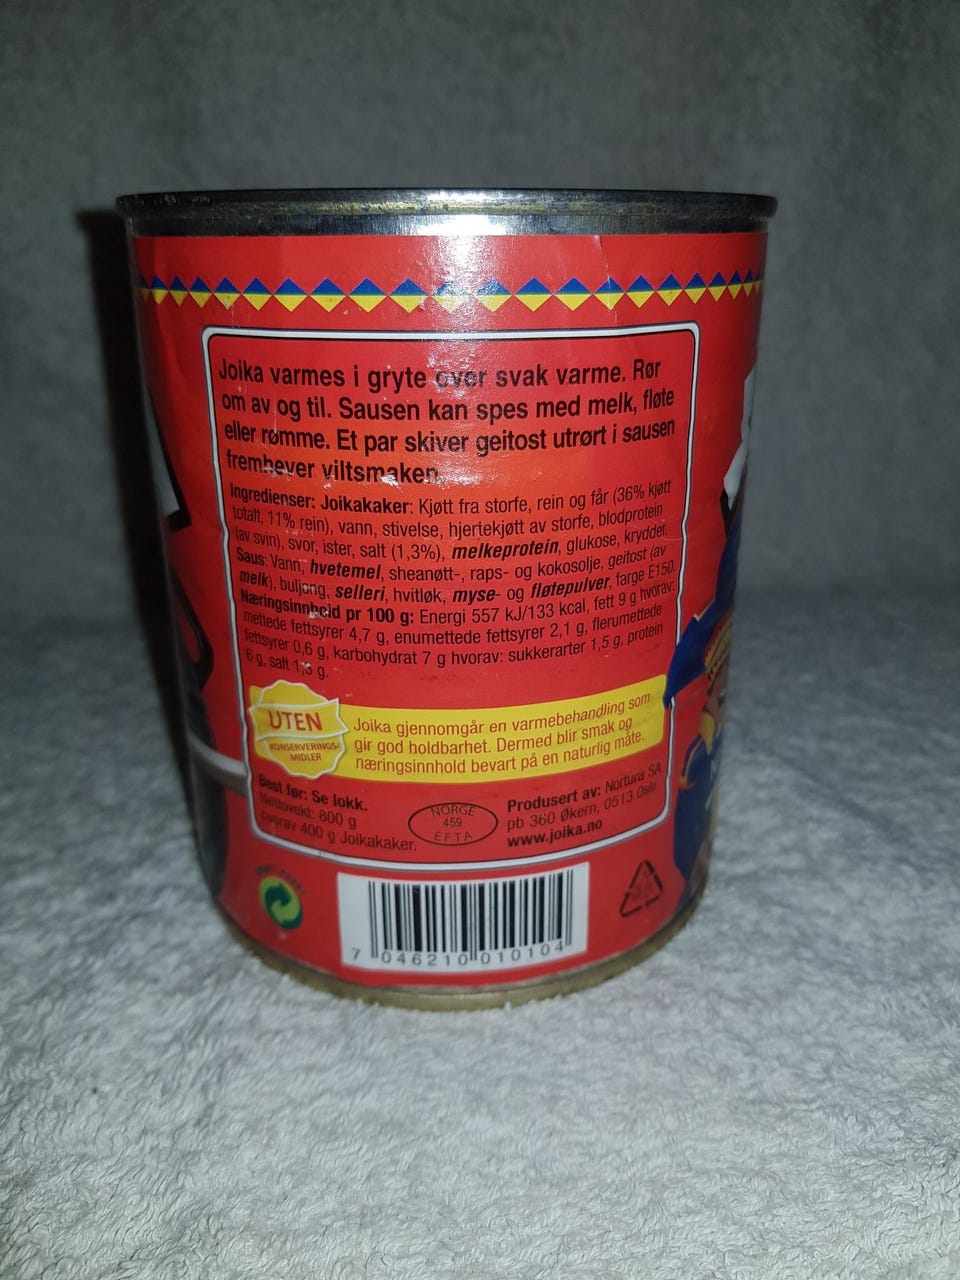 Joika varmes i gryte over svak varme. Rør
om av og til. Sausen kan spes med melk, fløte
eller rømme. Et par skiver geitost utrørt i sausen
fremhever viltsmaken.
Ingredienser: Joikakaker: Kjøtt fra storfe, rein og får (36% kjøtt
totalt, 11% rein), vann, stivelse, hjertekjøtt av storfe, blodprotein
(av svin), svor, ister, salt (1,3%), melkeprotein, glukose, krydder.
Saus: Vann, hvetemel, sheanøtt-, raps- og kokosolje, geitost (av
melk), buljong, selleri, hvitløk, myse- og fløtepulver, farge E150.
Næringsinnhold pr 100 g: Energi 557 kJ/133 kcal, fett 9 g hvorav:
mettede fettsyrer 4,7 g, enumettede fettsyrer 2,1 g, flerumettede
fettsyrer 0,6 g, karbohydrat 7 g hvorav: sukkerarter 1,5 g, protein
6 g, salt 1,3 g.
UTEN
KONSERVERINGS-
MIDLER
Joika gjennomgår en varmebehandling som
gir god holdbarhet. Dermed blir smak og
næringsinnhold bevart på en naturlig måte.
Best før: Se lokk.
Nettovekt: 800 g
hvorav 400 g Joikakaker.
NORGE
459
EFTA
Produsert av: Nortura SA
pb 360 Økern, 0513 Oslo
www.joika.no
7 046210 010104